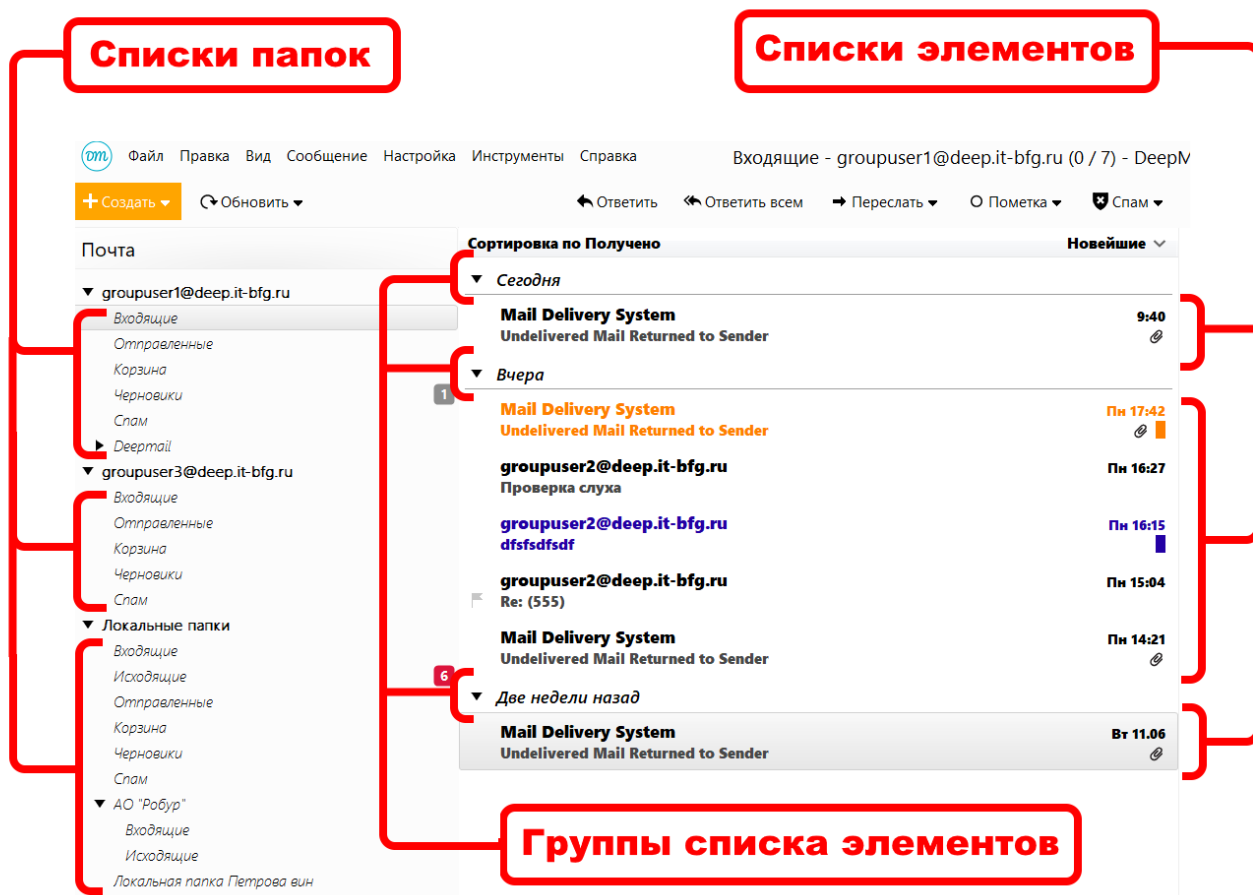 Списки папок
Списки элементов
Файл Правка Вид Сообщение Настройка Инструменты Справка
Входящие - groupuser1@deep.it-bfg.ru (0 / 7) - DeepM
Создать Обновить Ответить Ответить всем Переслать Пометка Спам
Почта
groupuser1@deep.it-bfg.ru
Входящие
Отправленные
Корзина
Черновики 1
Спам
Deepmail
groupuser3@deep.it-bfg.ru
Входящие
Отправленные
Корзина
Черновики
Спам
Локальные папки
Входящие
Исходящие 6
Отправленные
Корзина
Черновики
Спам
АО "Робур"
Входящие
Исходящие
Локальная папка Петрова вин
Сортировка по Получено Новейшие
Сегодня
Mail Delivery System 9:40
Undelivered Mail Returned to Sender
Вчера
Mail Delivery System Пн 17:42
Undelivered Mail Returned to Sender
groupuser2@deep.it-bfg.ru Пн 16:27
Проверка слуха
groupuser2@deep.it-bfg.ru Пн 16:15
dfsfsdfsdf
groupuser2@deep.it-bfg.ru Пн 15:04
Re: (555)
Mail Delivery System Пн 14:21
Undelivered Mail Returned to Sender
Две недели назад
Mail Delivery System Вт 11.06
Undelivered Mail Returned to Sender
Группы списка элементов